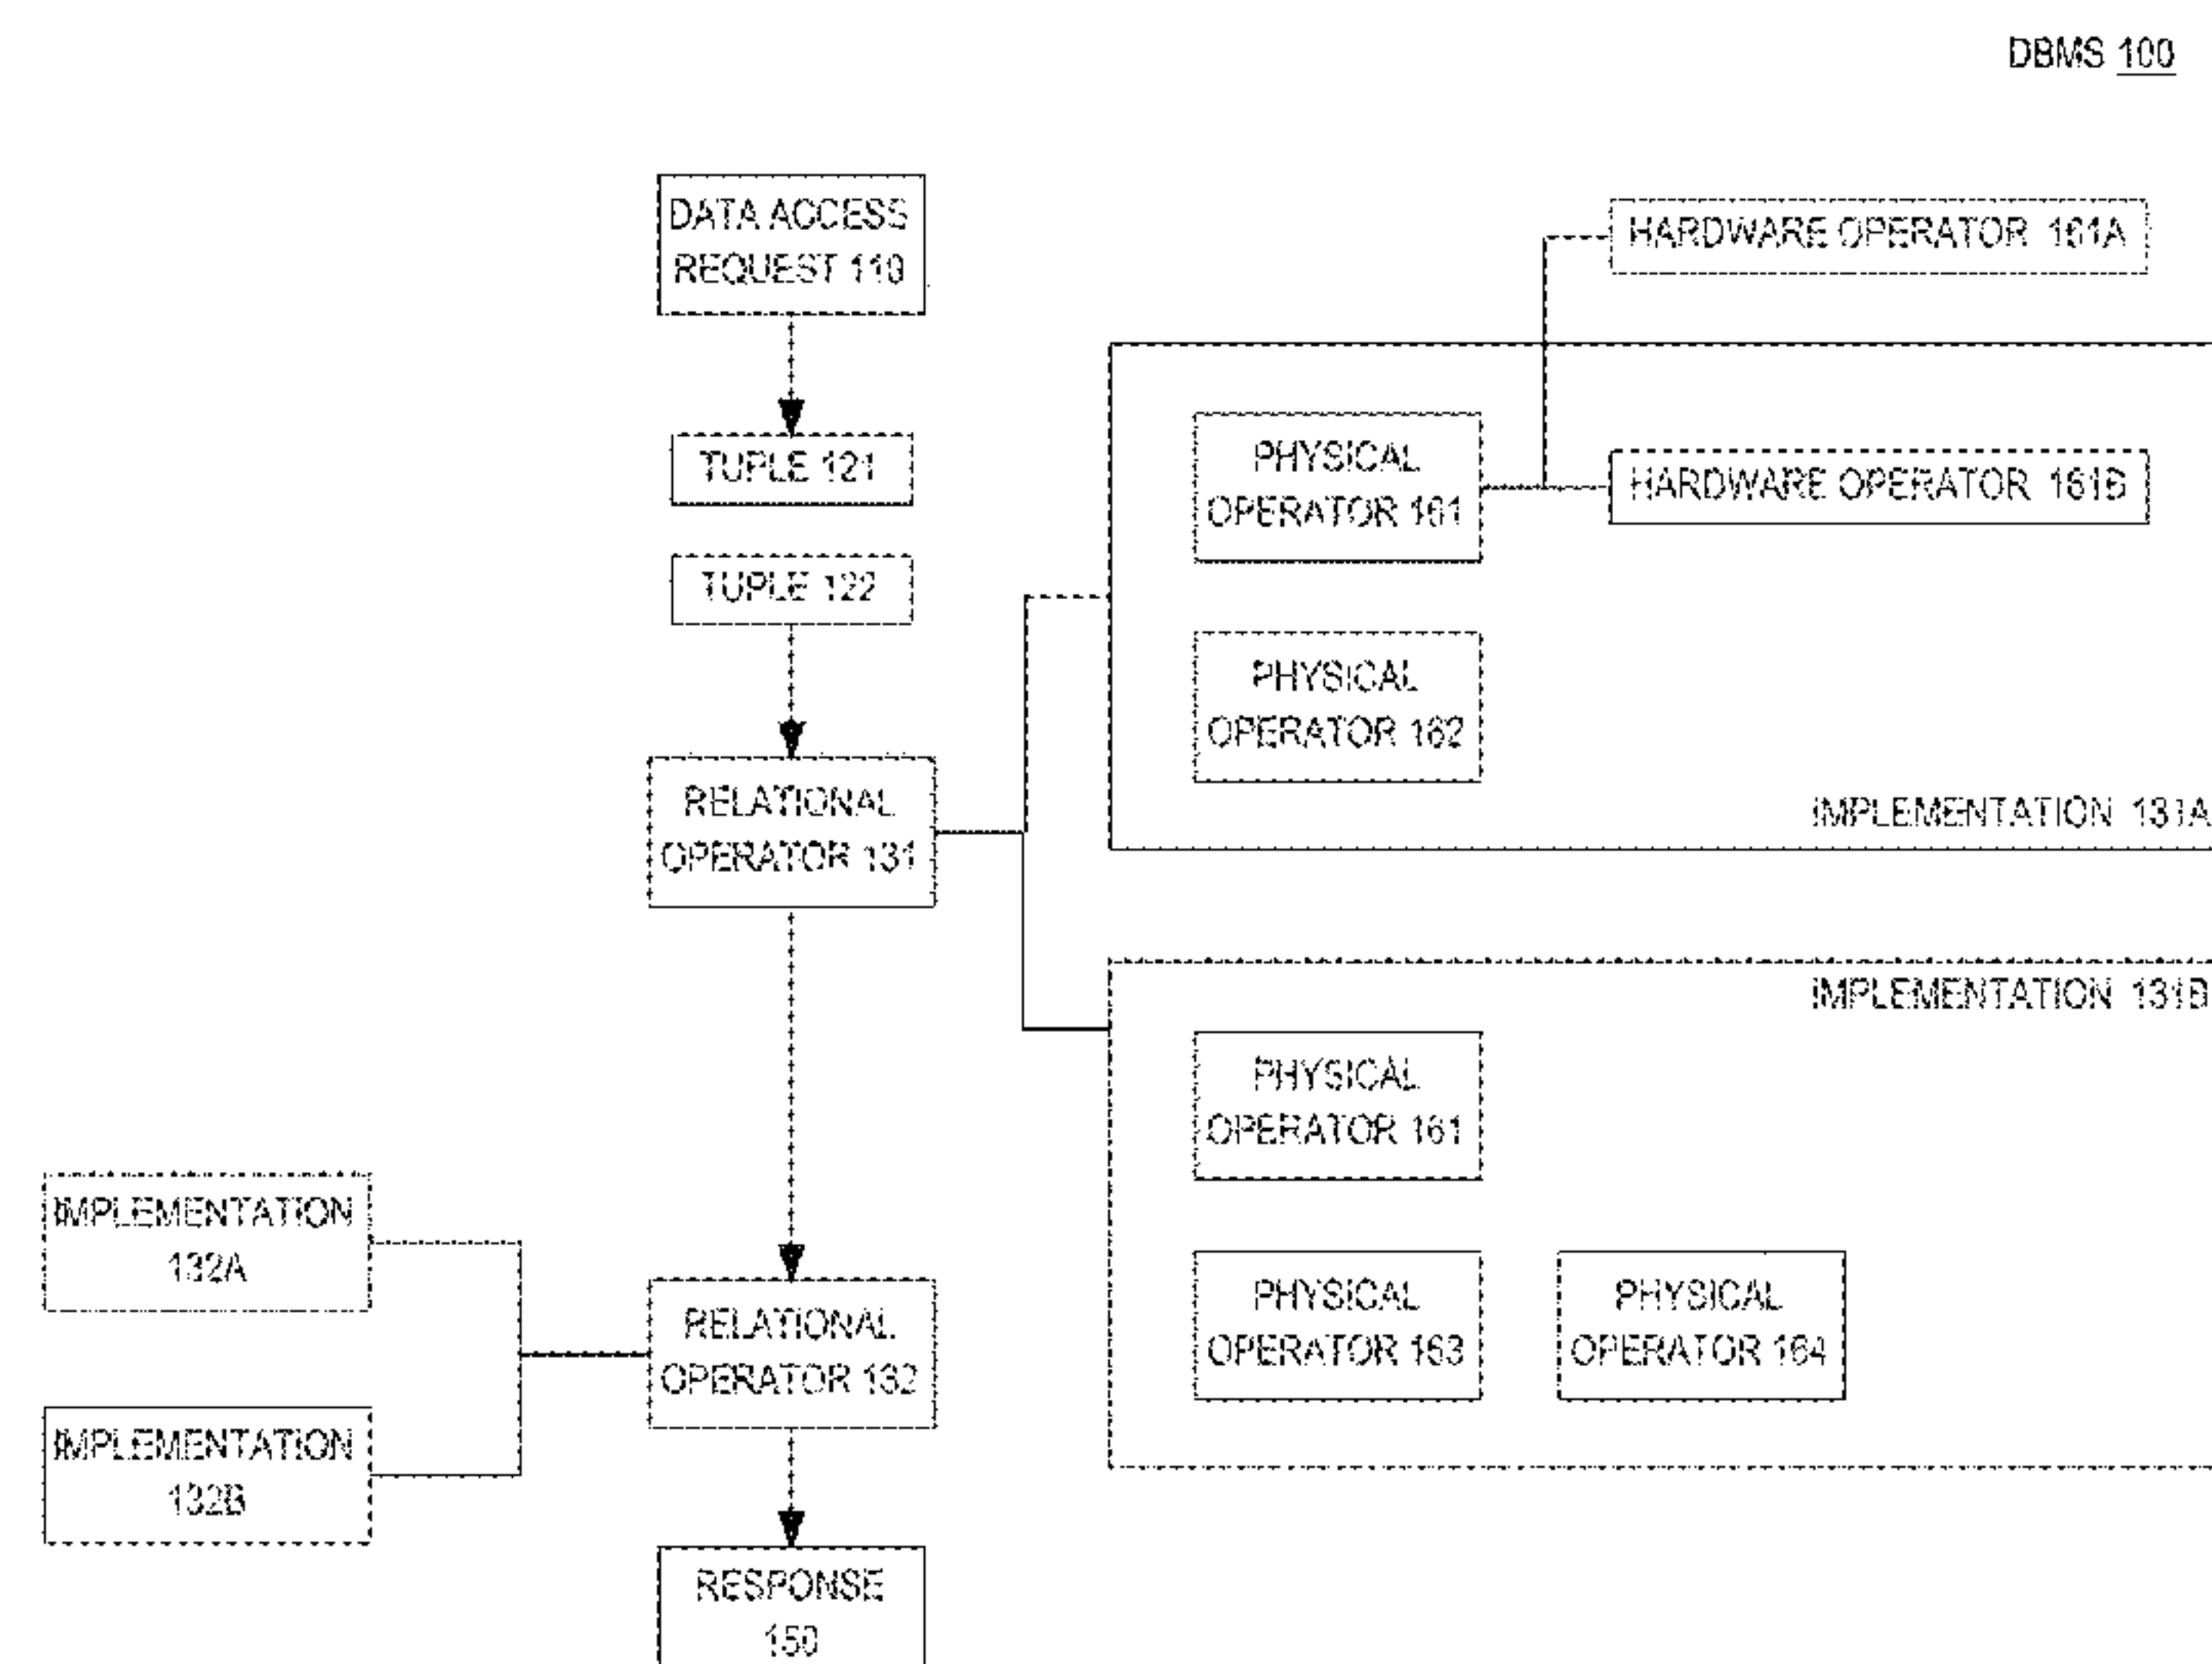 DBMS 100
DATA ACCESS
REQUEST 110
HARDWARE OPERATOR 161A
TUPLE 121
PHYSICAL
OPERATOR 161
HARDWARE OPERATOR 161B
TUPLE 122
PHYSICAL
OPERATOR 162
RELATIONAL
OPERATOR 131
IMPLEMENTATION 131A
IMPLEMENTATION 131B
PHYSICAL
OPERATOR 161
IMPLEMENTATION
132A
RELATIONAL
OPERATOR 132
PHYSICAL
OPERATOR 163
PHYSICAL
OPERATOR 164
IMPLEMENTATION
132B
RESPONSE
150